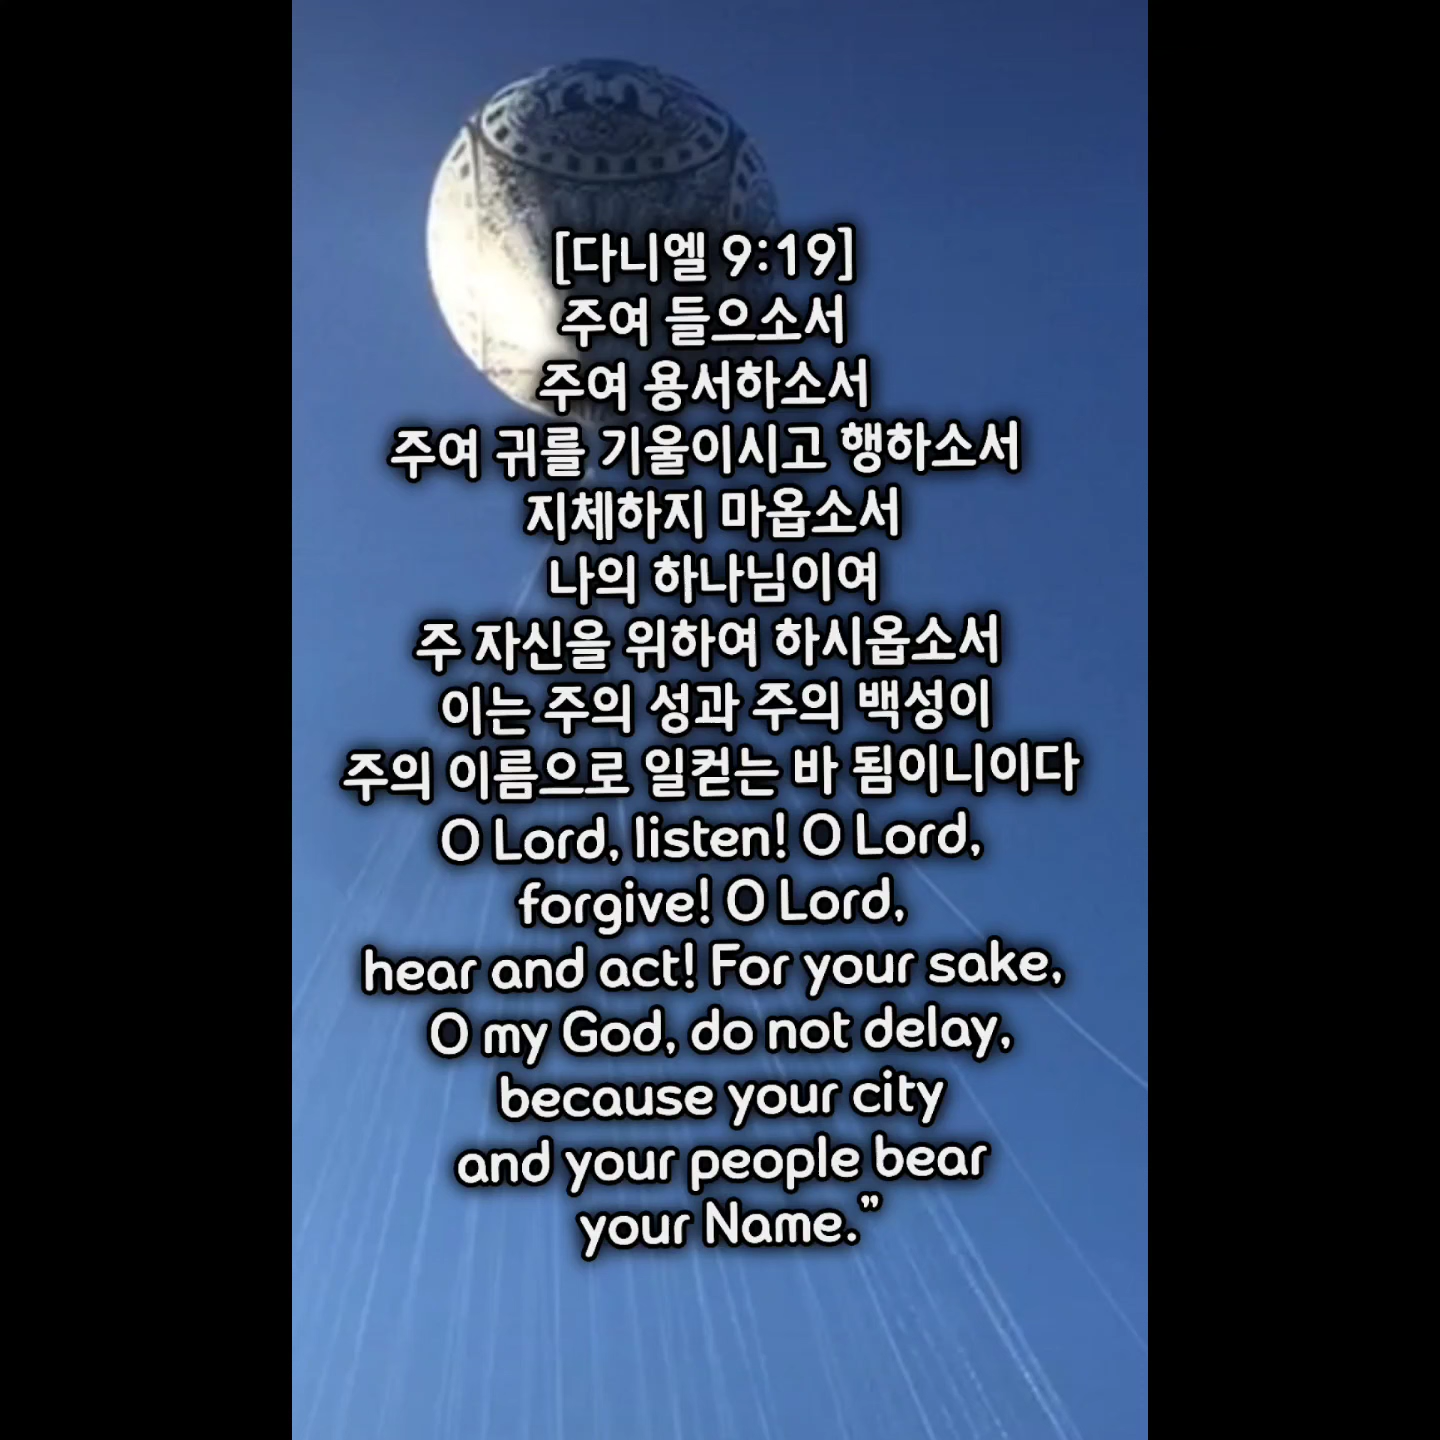 [다니엘 9:19]
주여 들으소서
주여 용서하소서
주여 귀를 기울이시고 행하소서
지체하지 마옵소서
나의 하나님이여
주 자신을 위하여 하시옵소서
이는 주의 성과 주의 백성이
주의 이름으로 일컫는 바 됨이니이다
O Lord, listen! O Lord,
forgive! O Lord,
hear and act! For your sake,
O my God, do not delay,
because your city
and your people bear
your Name.”